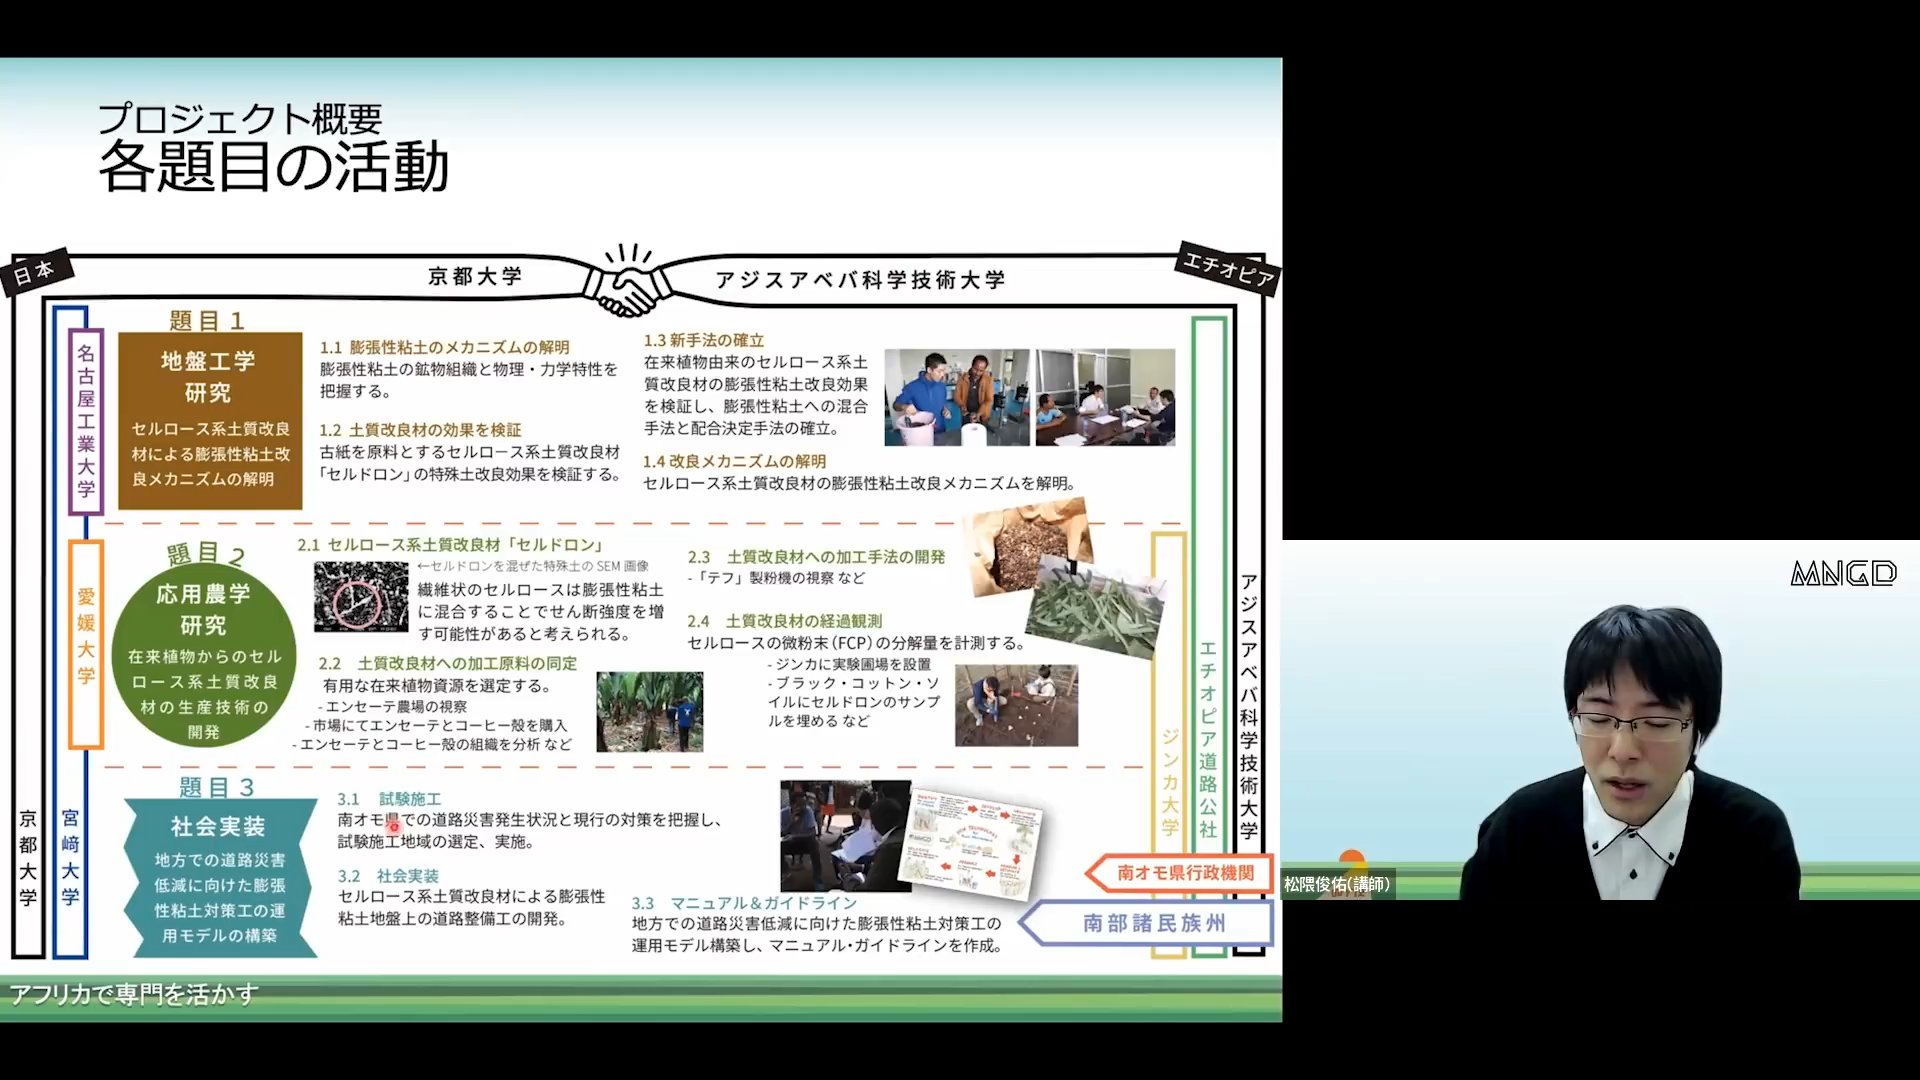 プロジェクト概要
各題目の活動
日本
京都大学
アジスアベバ科学技術大学
エチオピア
題目1
地盤工学
研究
セルロース系土質改良
材による膨張性粘土改
良メカニズムの解明
1.1 膨張性粘土のメカニズムの解明
膨張性粘土の鉱物組織と物理・力学特性を
把握する。
1.2 土質改良材の効果を検証
古紙を原料とするセルロース系土質改良材
「セルドロン」の特殊土改良効果を検証する。
1.3 新手法の確立
在来植物由来のセルロース系土
質改良材の膨張性粘土改良効果
を検証し、膨張性粘土への混合
手法と配合決定手法の確立。
1.4 改良メカニズムの解明
セルロース系土質改良材の膨張性粘土改良メカニズムを解明。
題目2
応用農学
研究
在来植物からのセル
ロース系土質改良
材の生産技術の
開発
2.1 セルロース系土質改良材「セルドロン」
←セルドロンを混ぜた特殊土のSEM画像
繊維状のセルロースは膨張性粘土
に混合することでせん断強度を増
す可能性があると考えられる。
2.2 土質改良材への加工原料の同定
有用な在来植物資源を選定する。
- エンセーテ農場の視察
- 市場にてエンセーテとコーヒー殻を購入
- エンセーテとコーヒー殻の組織を分析 など
2.3 土質改良材への加工手法の開発
-「テフ」製粉機の視察 など
2.4 土質改良材の経過観測
セルロースの微粉末(FCP)の分解量を計測する。
- ジンカに実験圃場を設置
- ブラック・コットン・ソ
イルにセルドロンのサンプ
ルを埋める など
題目3
社会実装
地方での道路災害
低減に向けた膨張
性粘土対策工の運
用モデルの構築
3.1 試験施工
南オモ県での道路災害発生状況と現行の対策を把握し、
試験施工地域の選定、実施。
3.2 社会実装
セルロース系土質改良材による膨張性
粘土地盤上の道路整備工の開発。
3.3 マニュアル＆ガイドライン
地方での道路災害低減に向けた膨張性粘土対策工の
運用モデル構築し、マニュアル・ガイドラインを作成。
名古屋工業大学
愛媛大学
京都大学
宮崎大学
ジンカ大学
エチオピア道路公社
アジスアベバ科学技術大学
南オモ県行政機関
南部諸民族州
アフリカで専門を活かす
MNGD
松隈俊佑(講師)